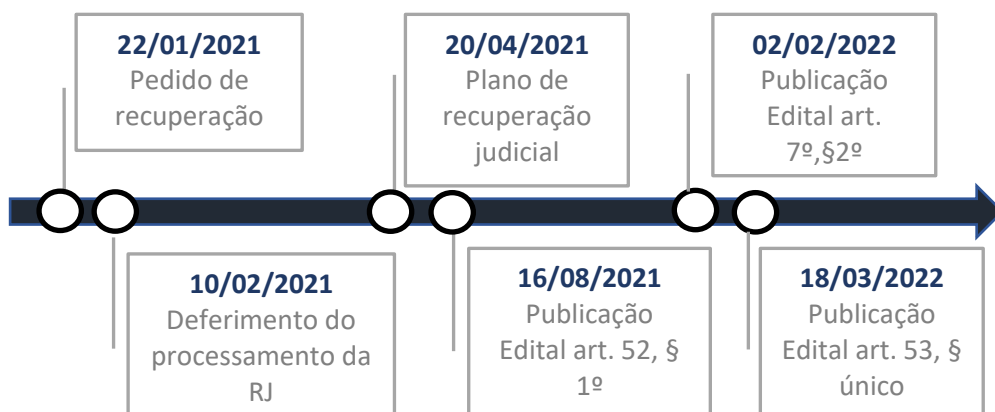 22/01/2021
Pedido de
recuperação
10/02/2021
Deferimento do
processamento da
RJ
20/04/2021
Plano de
recuperação
judicial
16/08/2021
Publicação
Edital art. 52, §
1º
02/02/2022
Publicação
Edital art.
7º,§2º
18/03/2022
Publicação
Edital art. 53, §
único